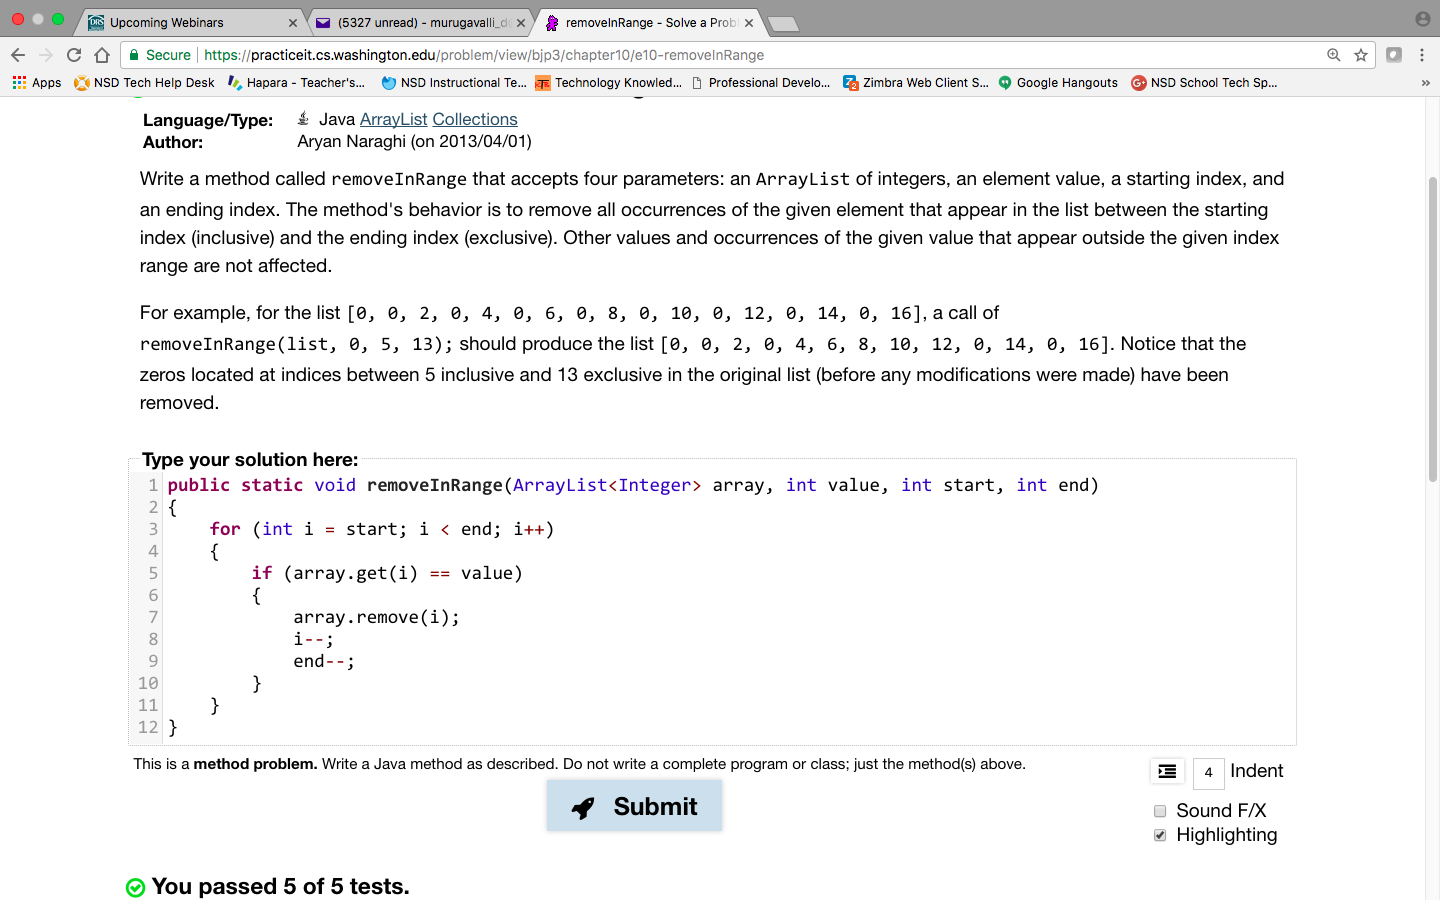 Upcoming Webinars
(5327 unread) - murugavalli_d
removeInRange - Solve a Prob
Secure https://practiceit.cs.washington.edu/problem/view/bjp3/chapter10/e10-removeInRange
Apps NSD Tech Help Desk Hapara - Teacher's... NSD Instructional Te... Technology Knowled... Professional Develo... Zimbra Web Client S... Google Hangouts NSD School Tech Sp... »
Language/Type: Java ArrayList Collections
Author: Aryan Naraghi (on 2013/04/01)
Write a method called removeInRange that accepts four parameters: an ArrayList of integers, an element value, a starting index, and
an ending index. The method's behavior is to remove all occurrences of the given element that appear in the list between the starting
index (inclusive) and the ending index (exclusive). Other values and occurrences of the given value that appear outside the given index
range are not affected.
For example, for the list [0, 0, 2, 0, 4, 0, 6, 0, 8, 0, 10, 0, 12, 0, 14, 0, 16], a call of
removeInRange(list, 0, 5, 13); should produce the list [0, 0, 2, 0, 4, 6, 8, 10, 12, 0, 14, 0, 16]. Notice that the
zeros located at indices between 5 inclusive and 13 exclusive in the original list (before any modifications were made) have been
removed.
Type your solution here:
1 public static void removeInRange(ArrayList<Integer> array, int value, int start, int end)
2 {
3 for (int i = start; i < end; i++)
4 {
5 if (array.get(i) == value)
6 {
7 array.remove(i);
8 i--;
9 end--;
10 }
11 }
12 }
This is a method problem. Write a Java method as described. Do not write a complete program or class; just the method(s) above.
4 Indent
Submit
Sound F/X
Highlighting
You passed 5 of 5 tests.